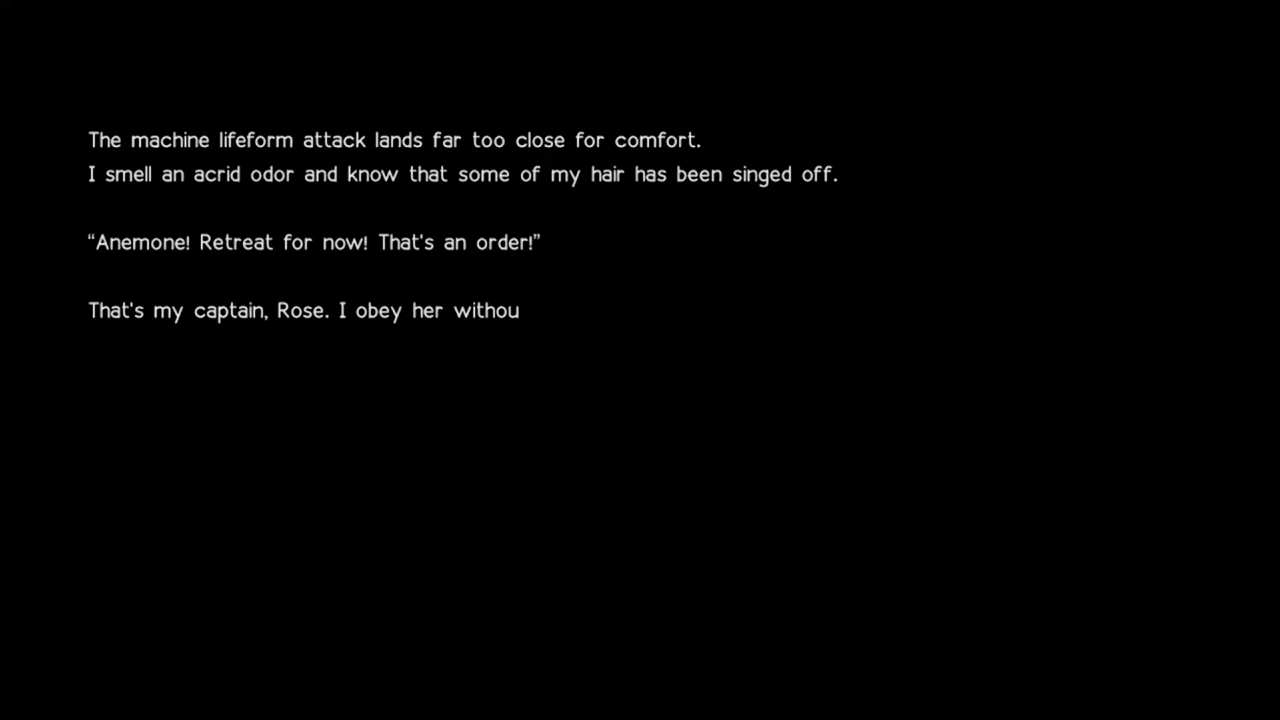 The machine lifeform attack lands far too close for comfort.
I smell an acrid odor and know that some of my hair has been singed off.
“Anemone! Retreat for now! That's an order!”
That's my captain, Rose. I obey her withou